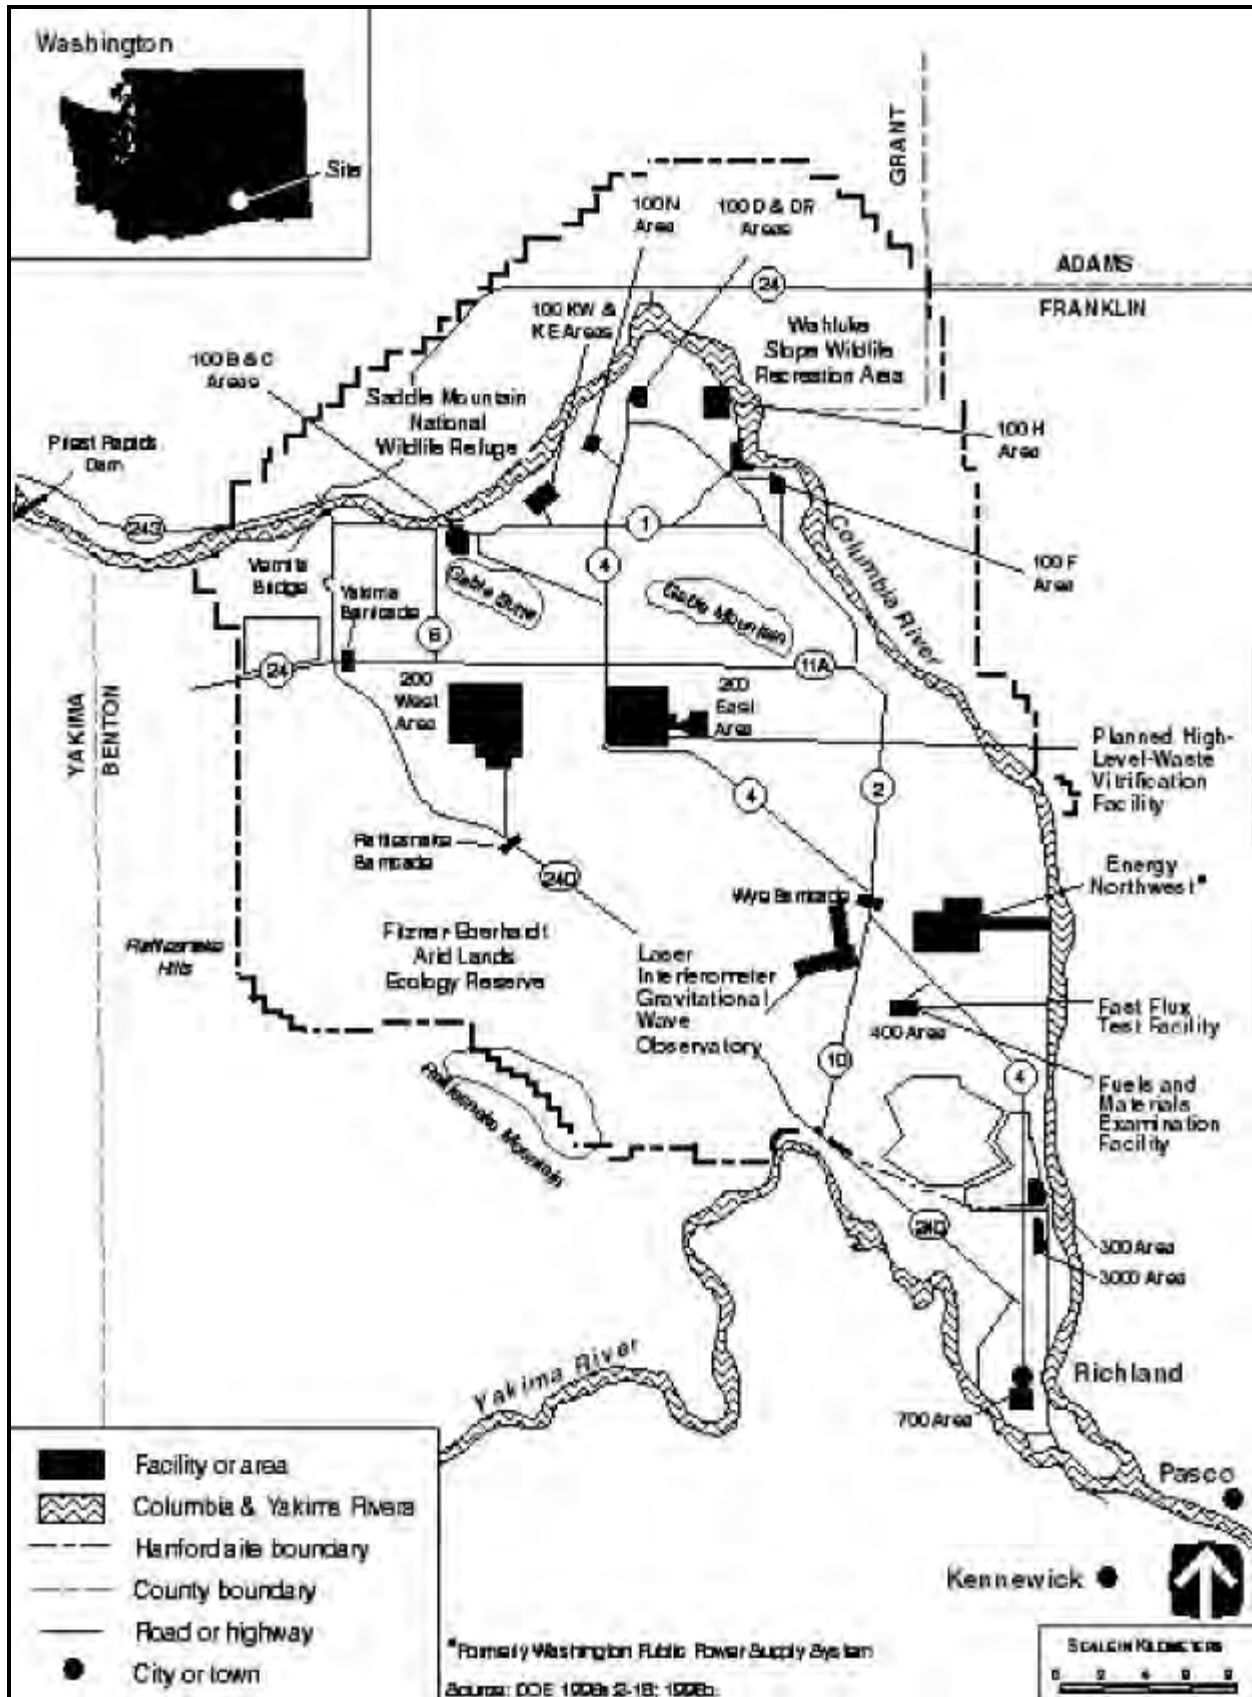 Washington
Site
GRANT
100 N
Area
100 D & DR
Areas
ADAMS
24
FRANKLIN
100 KW &
KE Areas
Wahluke
Slope Wildlife
Recreation Area
100 B & C
Areas
Saddle Mountain
National
Wildlife Refuge
100 H
Area
Priest Rapids
Dam
243
1
Columbia River
Vernita
Bridge
4
100 F
Area
Gable Butte
Yakima
Barricade
Gable Mountain
6
24
11A
200
West
Area
200
East
Area
YAKIMA
BENTON
Planned High-
Level-Waste
Vitrification
Facility
4
2
Rattlesnake
Barricade
240
Energy
Northwest*
Wye Barricade
Rattlesnake
Hills
Fitzner Eberhardt
Arid Lands
Ecology Reserve
Laser
Interferometer
Gravitational
Wave
Observatory
Fast Flux
Test Facility
400 Area
10
4
Rattlesnake Mountain
Fuels and
Materials
Examination
Facility
240
300 Area
3000 Area
Yakima River
Richland
700 Area
Pasco
Kennewick
Facility or area
Columbia & Yakima Rivers
Hanford site boundary
County boundary
Road or highway
City or town
*Formerly Washington Public Power Supply System
Source: DOE
SCALE IN KILOMETERS